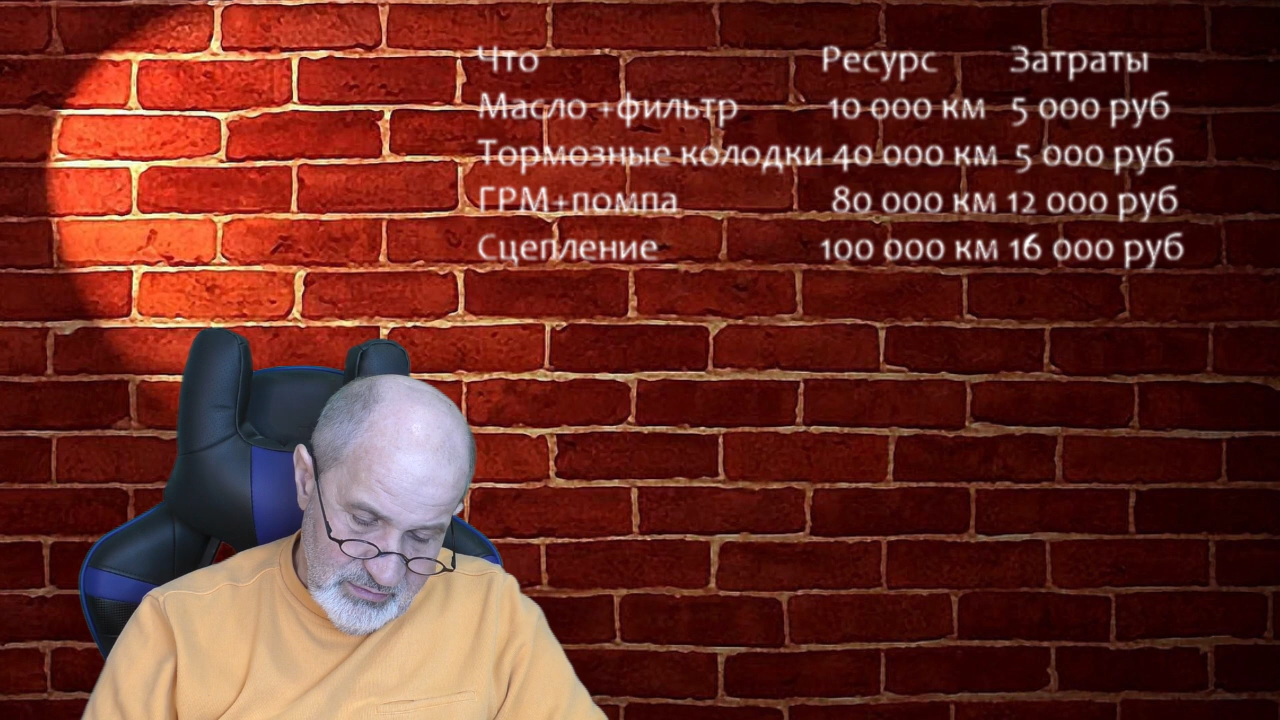 Что Ресурс Затраты
Масло +фильтр 10 000 км 5 000 руб
Тормозные колодки 40 000 км 5 000 руб
ГРМ+помпа 80 000 км 12 000 руб
Сцепление 100 000 км 16 000 руб